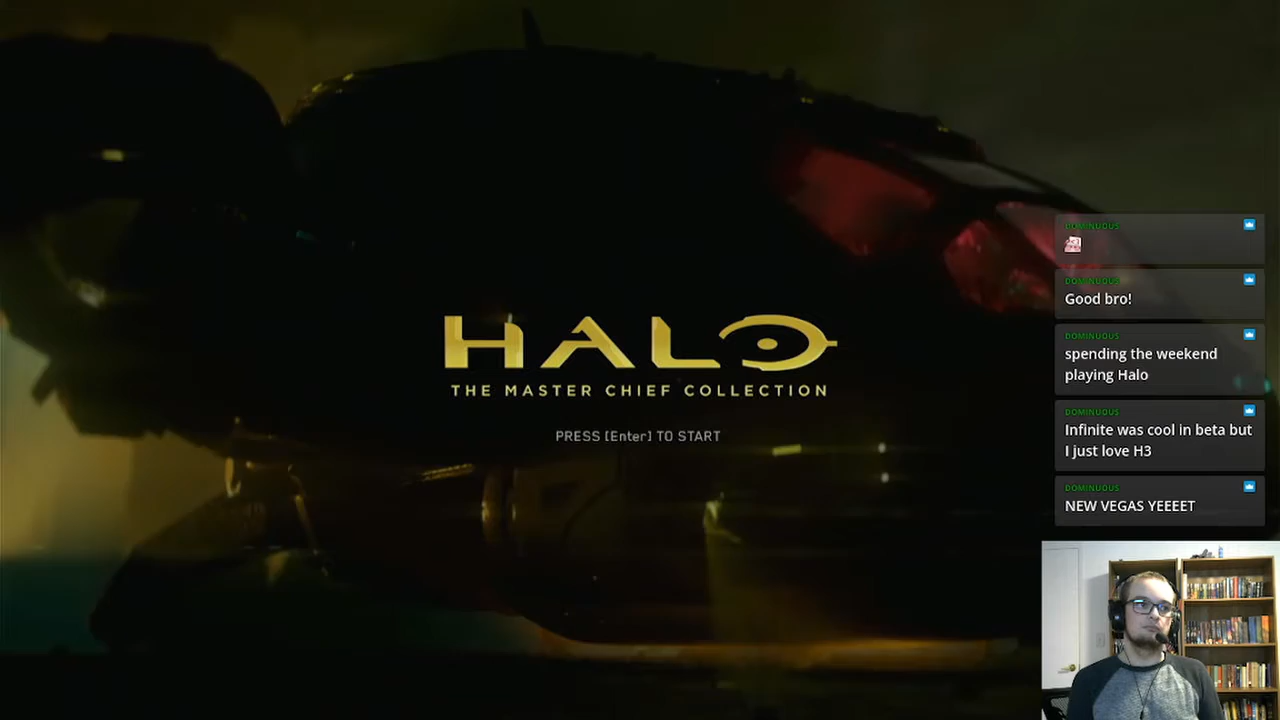 HALO
THE MASTER CHIEF COLLECTION
PRESS [Enter] TO START
DOMINUOUS
DOMINUOUS
Good bro!
DOMINUOUS
spending the weekend
playing Halo
DOMINUOUS
Infinite was cool in beta but
I just love H3
DOMINUOUS
NEW VEGAS YEEEET